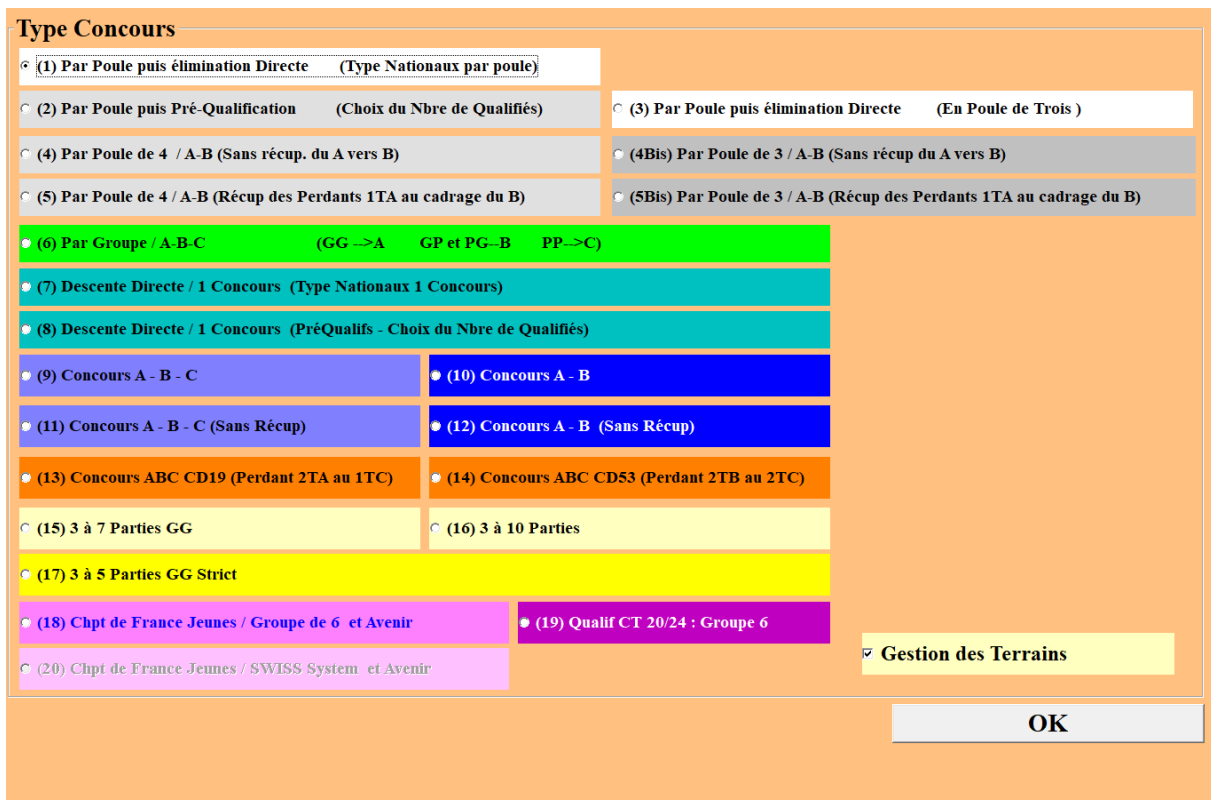 Type Concours
(1) Par Poule puis élimination Directe (Type Nationaux par poule)
(2) Par Poule puis Pré-Qualification (Choix du Nbre de Qualifiés)
(3) Par Poule puis élimination Directe (En Poule de Trois )
(4) Par Poule de 4 / A-B (Sans récup. du A vers B)
(4Bis) Par Poule de 3 / A-B (Sans récup du A vers B)
(5) Par Poule de 4 / A-B (Récup des Perdants 1TA au cadrage du B)
(5Bis) Par Poule de 3 / A-B (Récup des Perdants 1TA au cadrage du B)
(6) Par Groupe / A-B-C (GG -->A GP et PG--B PP-->C)
(7) Descente Directe / 1 Concours (Type Nationaux 1 Concours)
(8) Descente Directe / 1 Concours (PréQualifs - Choix du Nbre de Qualifiés)
(9) Concours A - B - C
(10) Concours A - B
(11) Concours A - B - C (Sans Récup)
(12) Concours A - B (Sans Récup)
(13) Concours ABC CD19 (Perdant 2TA au 1TC)
(14) Concours ABC CD53 (Perdant 2TB au 2TC)
(15) 3 à 7 Parties GG
(16) 3 à 10 Parties
(17) 3 à 5 Parties GG Strict
(18) Chpt de France Jeunes / Groupe de 6 et Avenir
(19) Qualif CT 20/24 : Groupe 6
(20) Chpt de France Jeunes / SWISS System et Avenir
Gestion des Terrains
OK